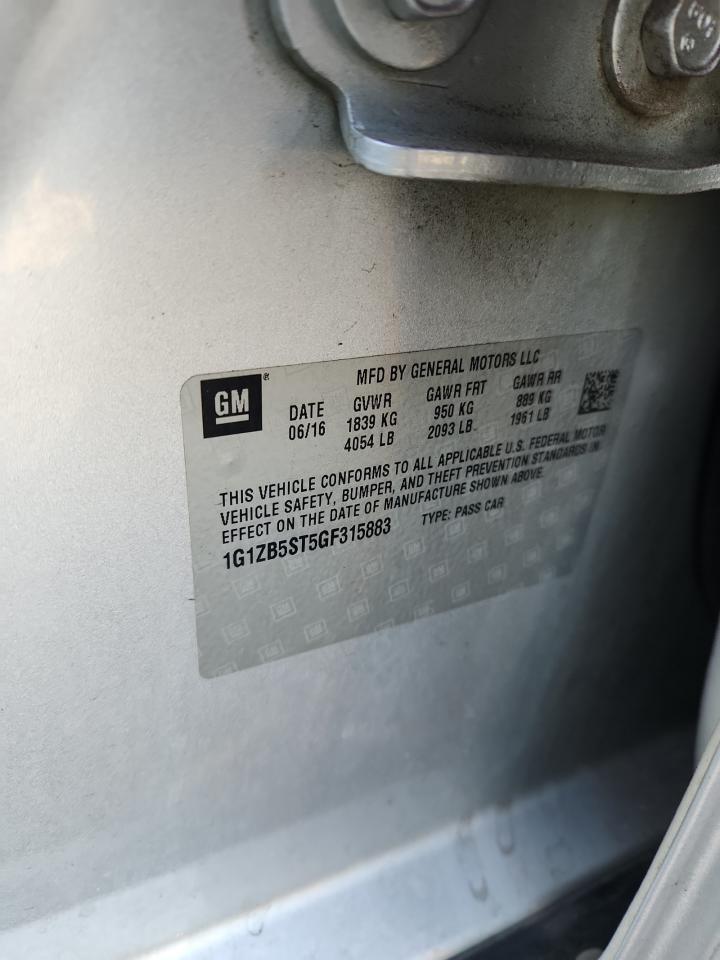 MFD BY GENERAL MOTORS LLC
GM®
DATE GVWR GAWR FRT GAWR RR
06/16 1839 KG 950 KG 889 KG
4054 LB 2093 LB 1961 LB
THIS VEHICLE CONFORMS TO ALL APPLICABLE U.S. FEDERAL MOTOR
VEHICLE SAFETY, BUMPER, AND THEFT PREVENTION STANDARDS IN
EFFECT ON THE DATE OF MANUFACTURE SHOWN ABOVE.
1G1ZB5ST5GF315883 TYPE: PASS CAR